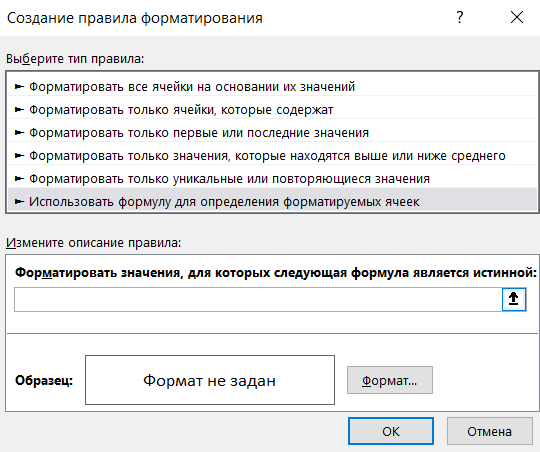 Создание правила форматирования
?
Выберите тип правила:
► Форматировать все ячейки на основании их значений
► Форматировать только ячейки, которые содержат
► Форматировать только первые или последние значения
► Форматировать только значения, которые находятся выше или ниже среднего
► Форматировать только уникальные или повторяющиеся значения
► Использовать формулу для определения форматируемых ячеек
Измените описание правила:
Форматировать значения, для которых следующая формула является истинной:
Образец:
Формат не задан
Формат...
ОК
Отмена